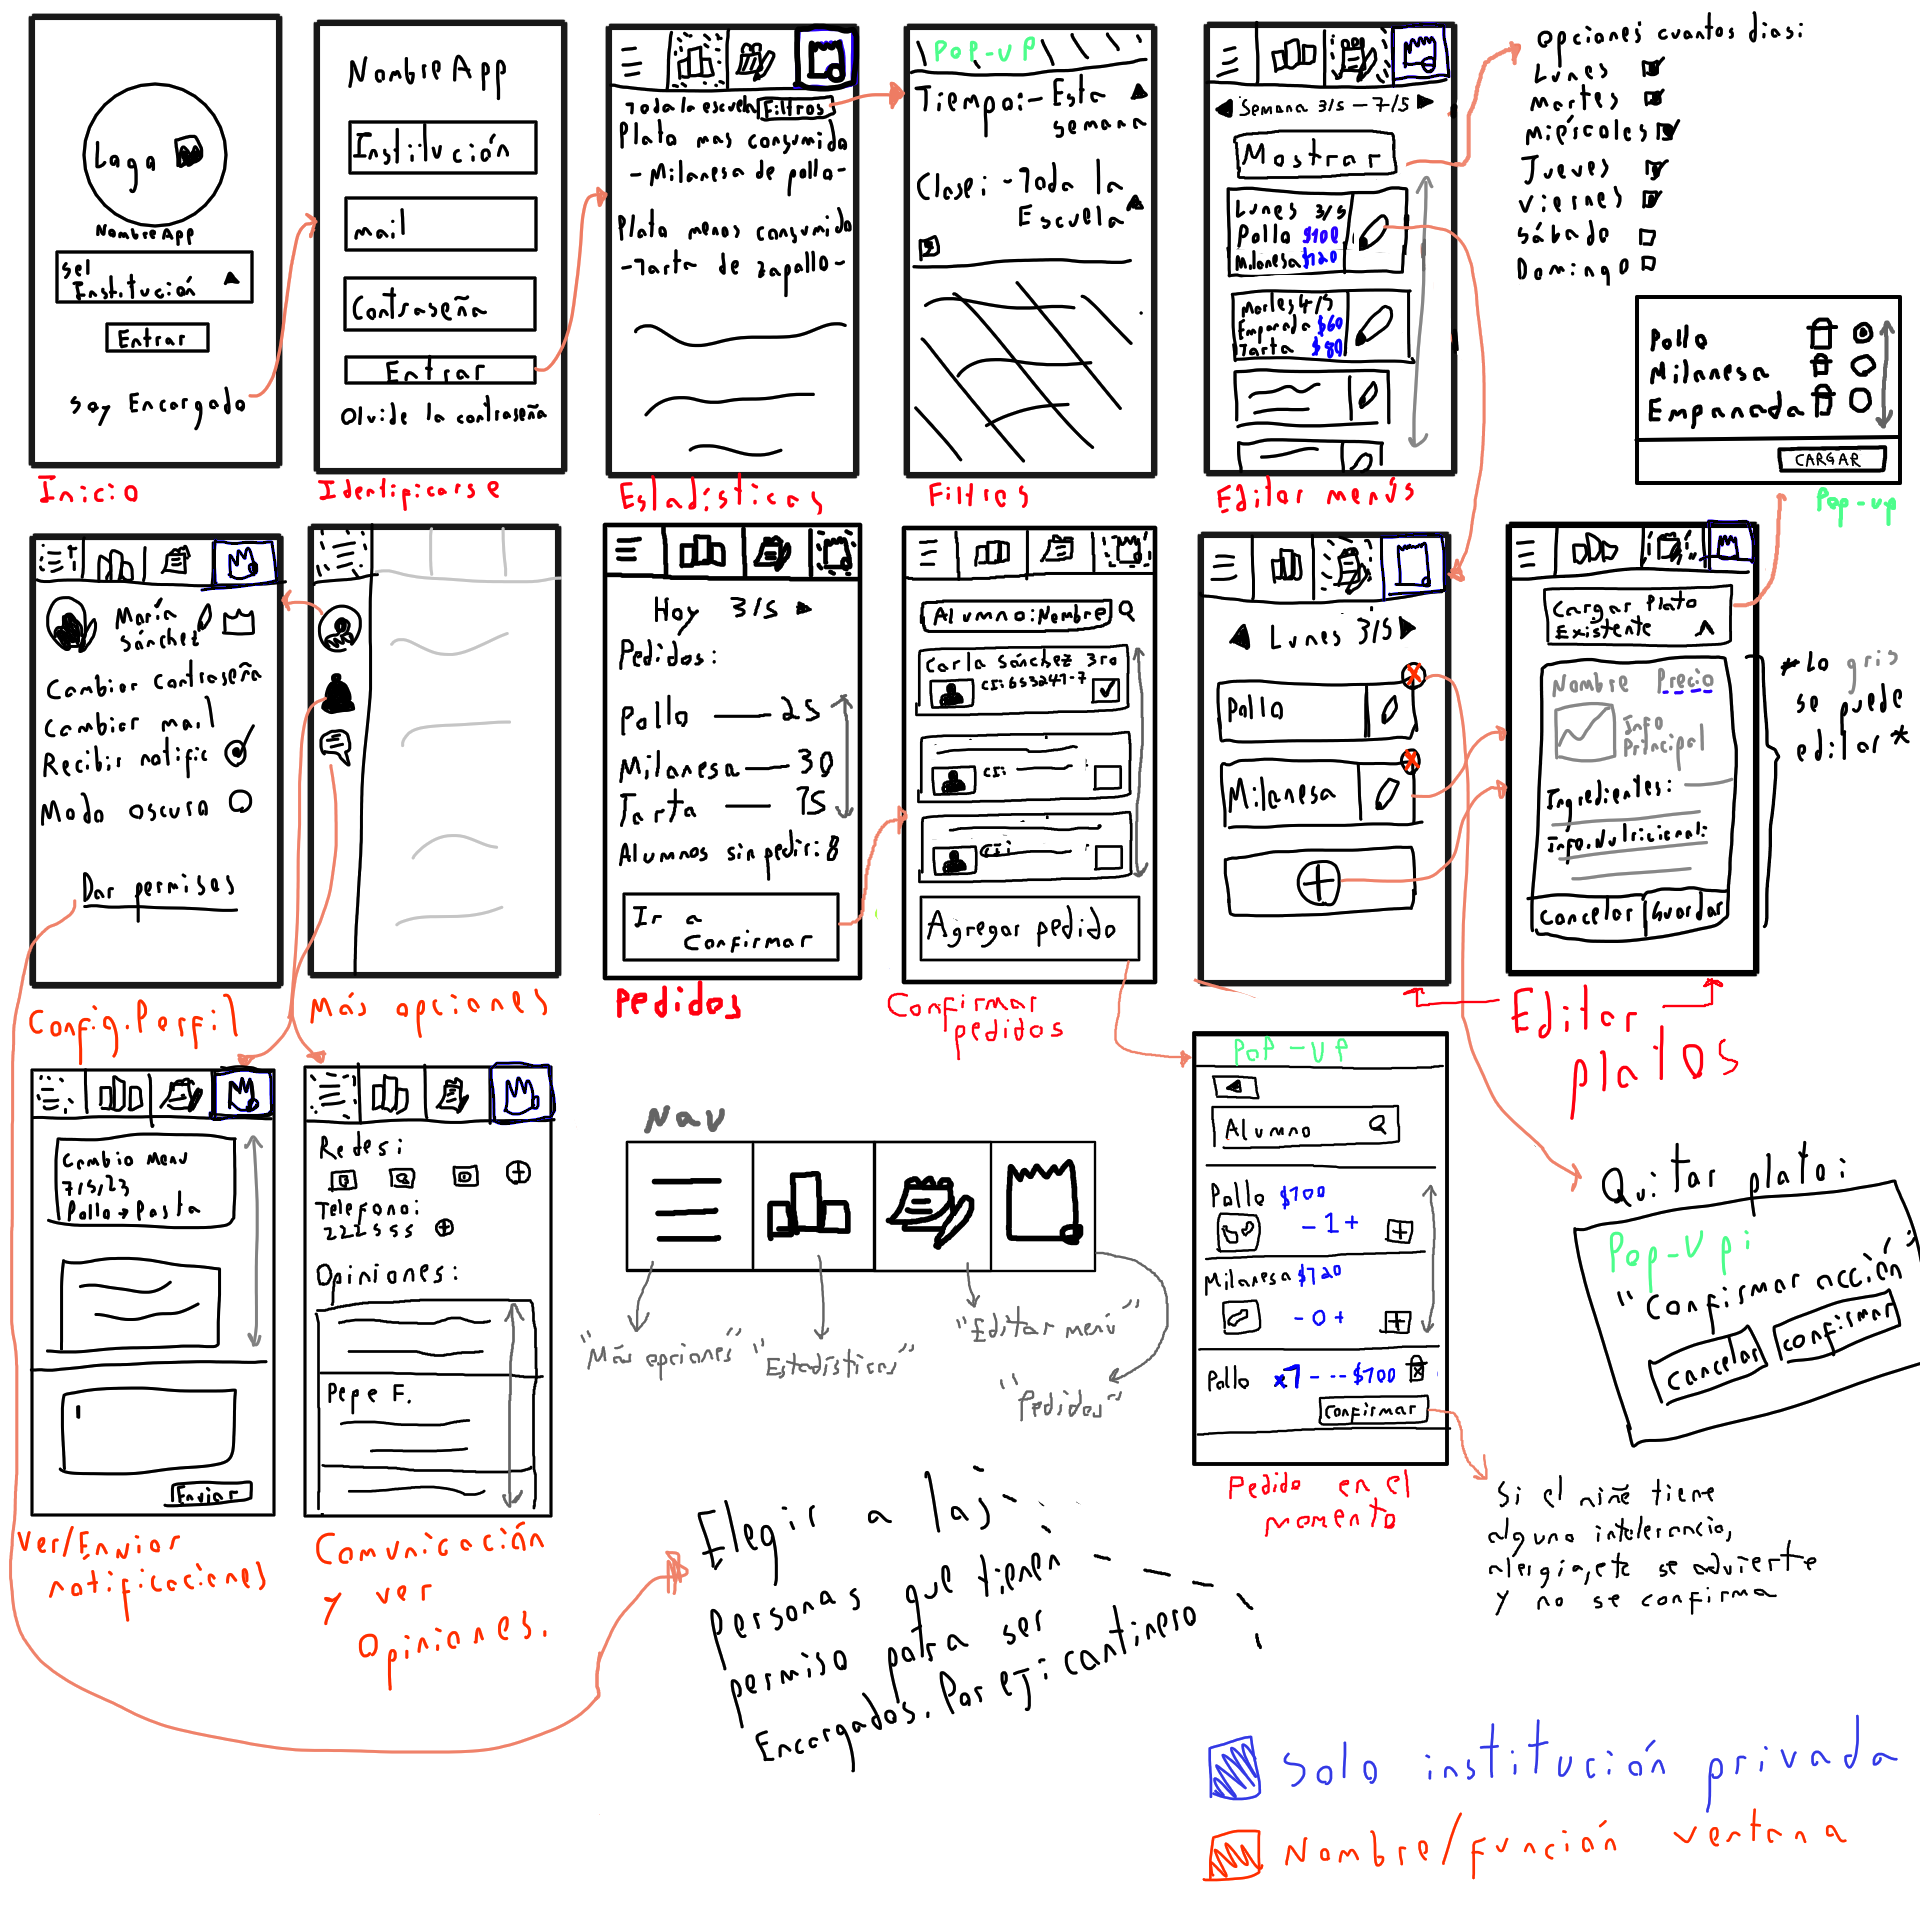 Logo
Nombre App
Sel
Institución
Entrar
Soy Encargado
Inicio
Nombre App
Institución
mail
Contraseña
Entrar
Olvide la contraseña
Identificarse
Toda la escuela Filtros
Plato mas consumido
-Milanesa de pollo-
Plato menos consumido
-Tarta de zapallo-
Estadísticas
Pop-up
Tiempo:- Esta
semana
Clase: -Toda la
Escuela
Filtros
Semana 3/5 - 7/5
Mostrar
Lunes 3/5
Pollo $100
Milanesa $120
Martes 4/5
Empanada $60
Tarta $80
Editar menús
Opciones cuantos dias:
Lunes
Martes
Miércoles
Jueves
Viernes
Sábado
Domingo
Pollo
Milanesa
Empanada
CARGAR
Pop-up
María
Sánchez
Cambiar contraseña
Cambiar mail
Recibir notific
Modo oscuro
Dar permisos
Config. Perfil
Más opciones
Hoy 3/5
Pedidos:
Pollo — 25
Milanesa — 30
Tarta — 15
Alumnos sin pedir: 8
Ir a
Confirmar
Pedidos
Alumno: Nombre
Carla Sánchez 3ro
CI: 653247-7
CI:
CI:
Agregar pedido
Confirmar
pedidos
Lunes 3/5
Pollo
Milanesa
Cargar Plato
Existente
Nombre Precio
Info
Principal
Ingredientes:
Info. Nutricional:
Cancelar Guardar
*Lo gris
se puede
editar*
Editar
platos
Cambio Menu
7/5/23
Pollo → Pasta
Enviar
Ver/Enviar
notificaciones
Redes:
Telefono:
222555
Opiniones:
Pepe F.
Comunicación
y ver
Opiniones.
Nav
"Más opciones"
"Estadísticas"
"Editar menú"
"Pedidos"
Pop-up
Alumno
Pollo $100
- 1 +
Milanesa $120
- 0 +
Pollo x1 --- $100
Confirmar
Pedido en el
momento
Quitar plato:
Pop-Up:
"Confirmar acción"
cancelar confirmar
Si el niñe tiene
alguna intolerancia,
alergia, etc se advierte
y no se confirma
Elegir a las
personas que tienen
permiso para ser
Encargados. Por ej: cantinero
Solo institución privada
Nombre/función ventana